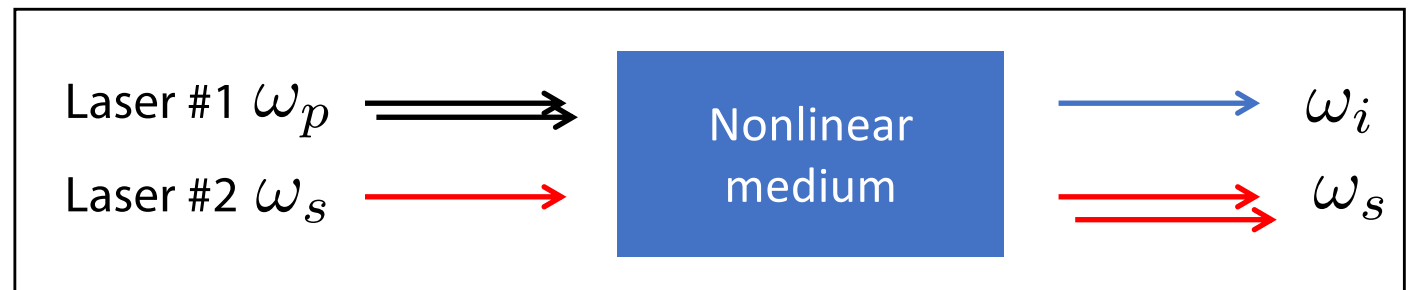 Laser #1 ωₚ
Laser #2 ωₛ
Nonlinear
medium
ωᵢ
ωₛ